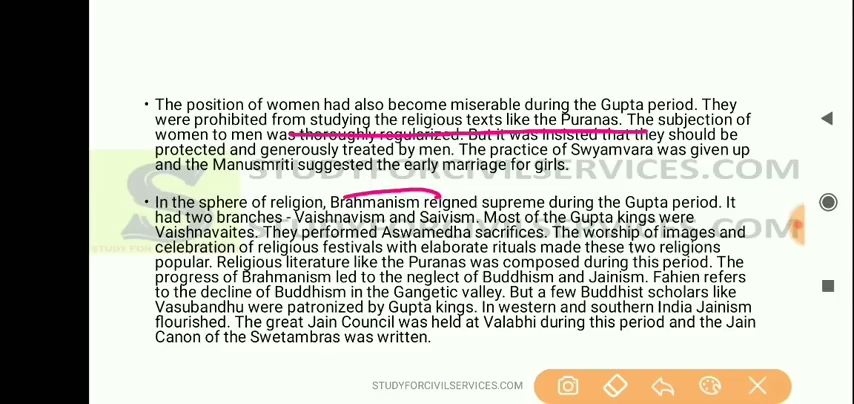 • The position of women had also become miserable during the Gupta period. They
were prohibited from studying the religious texts like the Puranas. The subjection of
women to men was thoroughly regularized. But it was insisted that they should be
protected and generously treated by men. The practice of Swyamvara was given up
and the Manusmriti suggested the early marriage for girls.
STUDYFORCIVILSERVICES.COM
• In the sphere of religion, Brahmanism reigned supreme during the Gupta period. It
had two branches - Vaishnavism and Saivism. Most of the Gupta kings were
Vaishnavaites. They performed Aswamedha sacrifices. The worship of images and
celebration of religious festivals with elaborate rituals made these two religions
popular. Religious literature like the Puranas was composed during this period. The
progress of Brahmanism led to the neglect of Buddhism and Jainism. Fahien refers
to the decline of Buddhism in the Gangetic valley. But a few Buddhist scholars like
Vasubandhu were patronized by Gupta kings. In western and southern India Jainism
flourished. The great Jain Council was held at Valabhi during this period and the Jain
Canon of the Swetambras was written.
STUDYFORCIVILSERVICES.COM